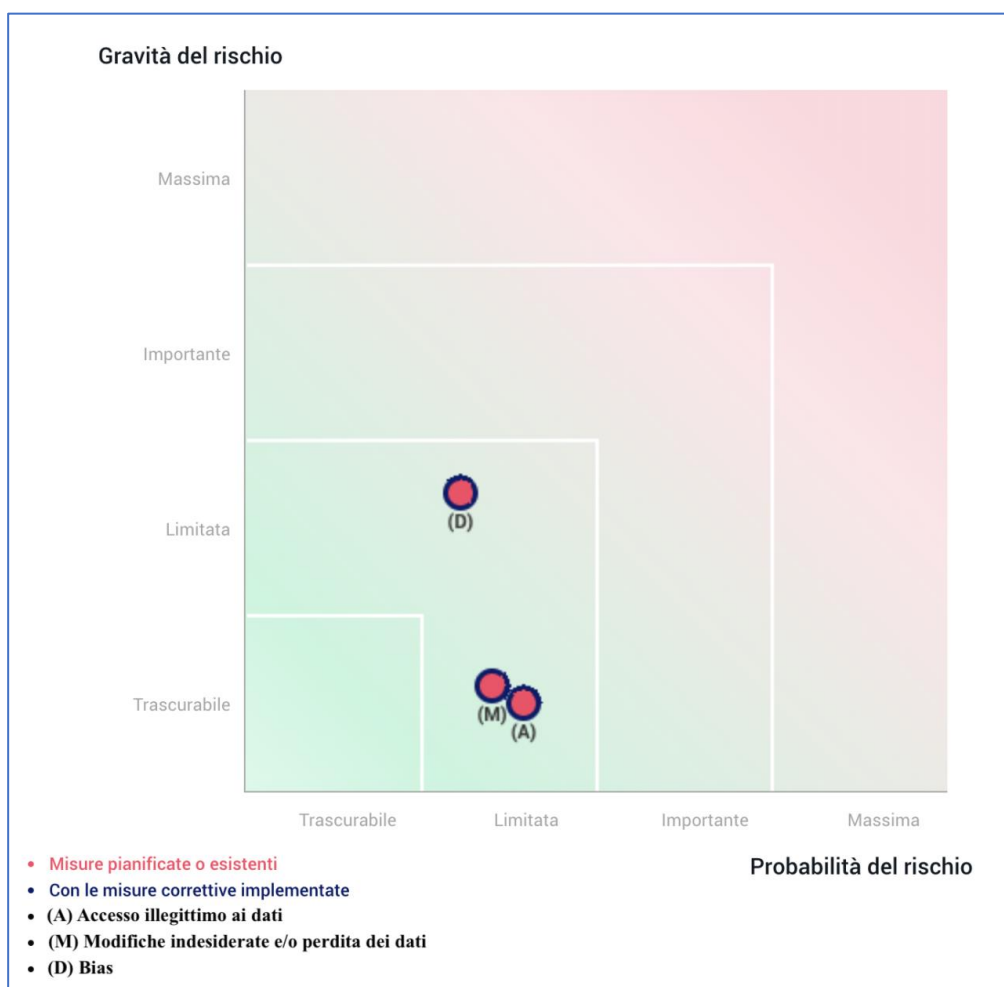 Gravità del rischio
Massima
Importante
Limitata
Trascurabile
(D)
(M)
(A)
Trascurabile Limitata Importante Massima
Probabilità del rischio
• Misure pianificate o esistenti
• Con le misure correttive implementate
• (A) Accesso illegittimo ai dati
• (M) Modifiche indesiderate e/o perdita dei dati
• (D) Bias